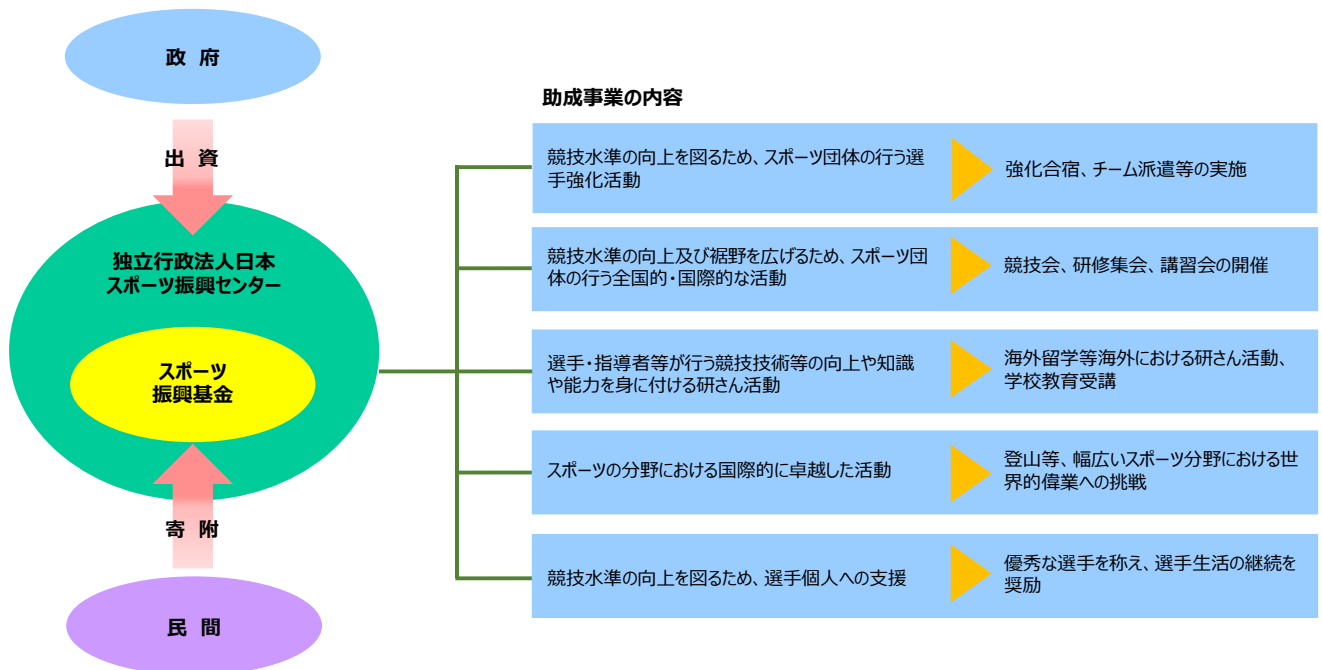 政 府
出 資
独立行政法人日本
スポーツ振興センター
スポーツ
振興基金
寄 附
民 間
助成事業の内容
競技水準の向上を図るため、スポーツ団体の行う選
手強化活動
強化合宿、チーム派遣等の実施
競技水準の向上及び裾野を広げるため、スポーツ団
体の行う全国的・国際的な活動
競技会、研修集会、講習会の開催
選手・指導者等が行う競技技術等の向上や知識
や能力を身に付ける研さん活動
海外留学等海外における研さん活動、
学校教育受講
スポーツの分野における国際的に卓越した活動
登山等、幅広いスポーツ分野における世
界的偉業への挑戦
競技水準の向上を図るため、選手個人への支援
優秀な選手を称え、選手生活の継続を
奨励